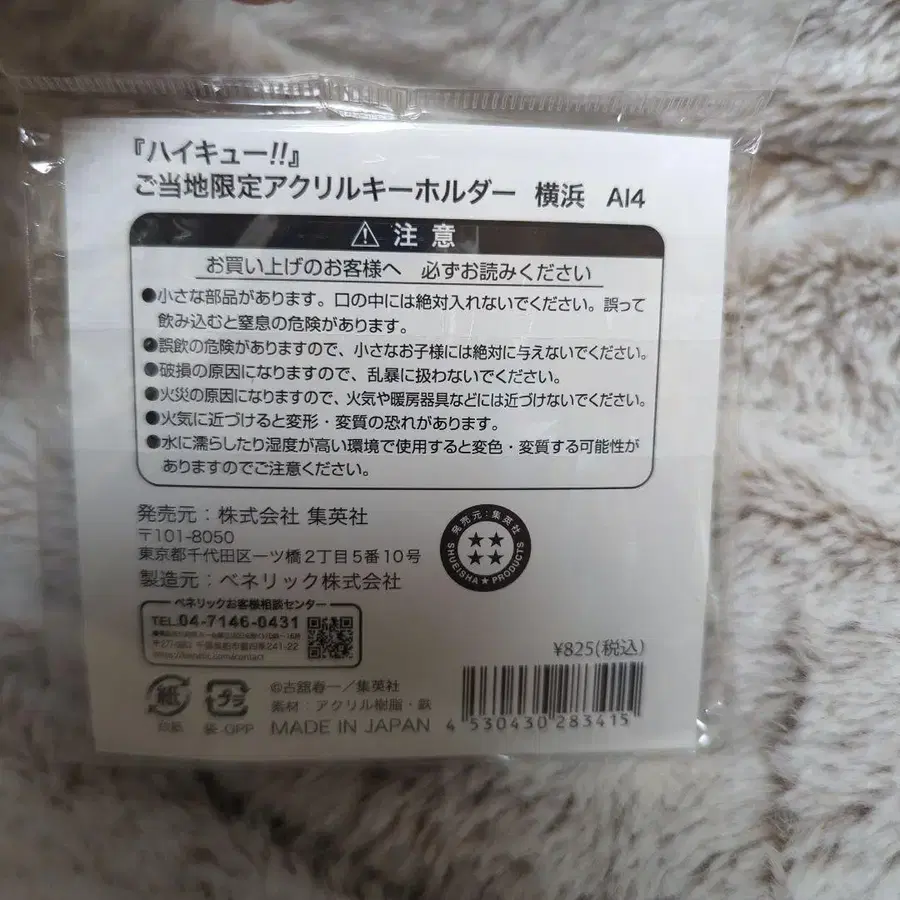 『ハイキュー!!』
ご当地限定アクリルキーホルダー 横浜 AI4
注意
お買い上げのお客様へ 必ずお読みください
●小さな部品があります。口の中には絶対入れないでください。誤って
飲み込むと窒息の危険があります。
●誤飲の危険がありますので、小さなお子様には絶対に与えないでください。
●破損の原因になりますので、乱暴に扱わないでください。
●火災の原因になりますので、火気や暖房器具などには近づけないでください。
●火気に近づけると変形・変質の恐れがあります。
●水に濡らしたり湿度が高い環境で使用すると変色・変質する可能性が
ありますのでご注意ください。
発売元:株式会社 集英社
〒101-8050
東京都千代田区一ツ橋2丁目5番10号
製造元:ベネリック株式会社
発売元:集英社
SHUEISHA★PRODUCTS
ベネリックお客様相談センター
TEL.04-7146-0431
¥825(税込)
紙
台紙
プラ
袋:OPP
©古舘春一/集英社
素材:アクリル樹脂・鉄
MADE IN JAPAN
4 530430 283415